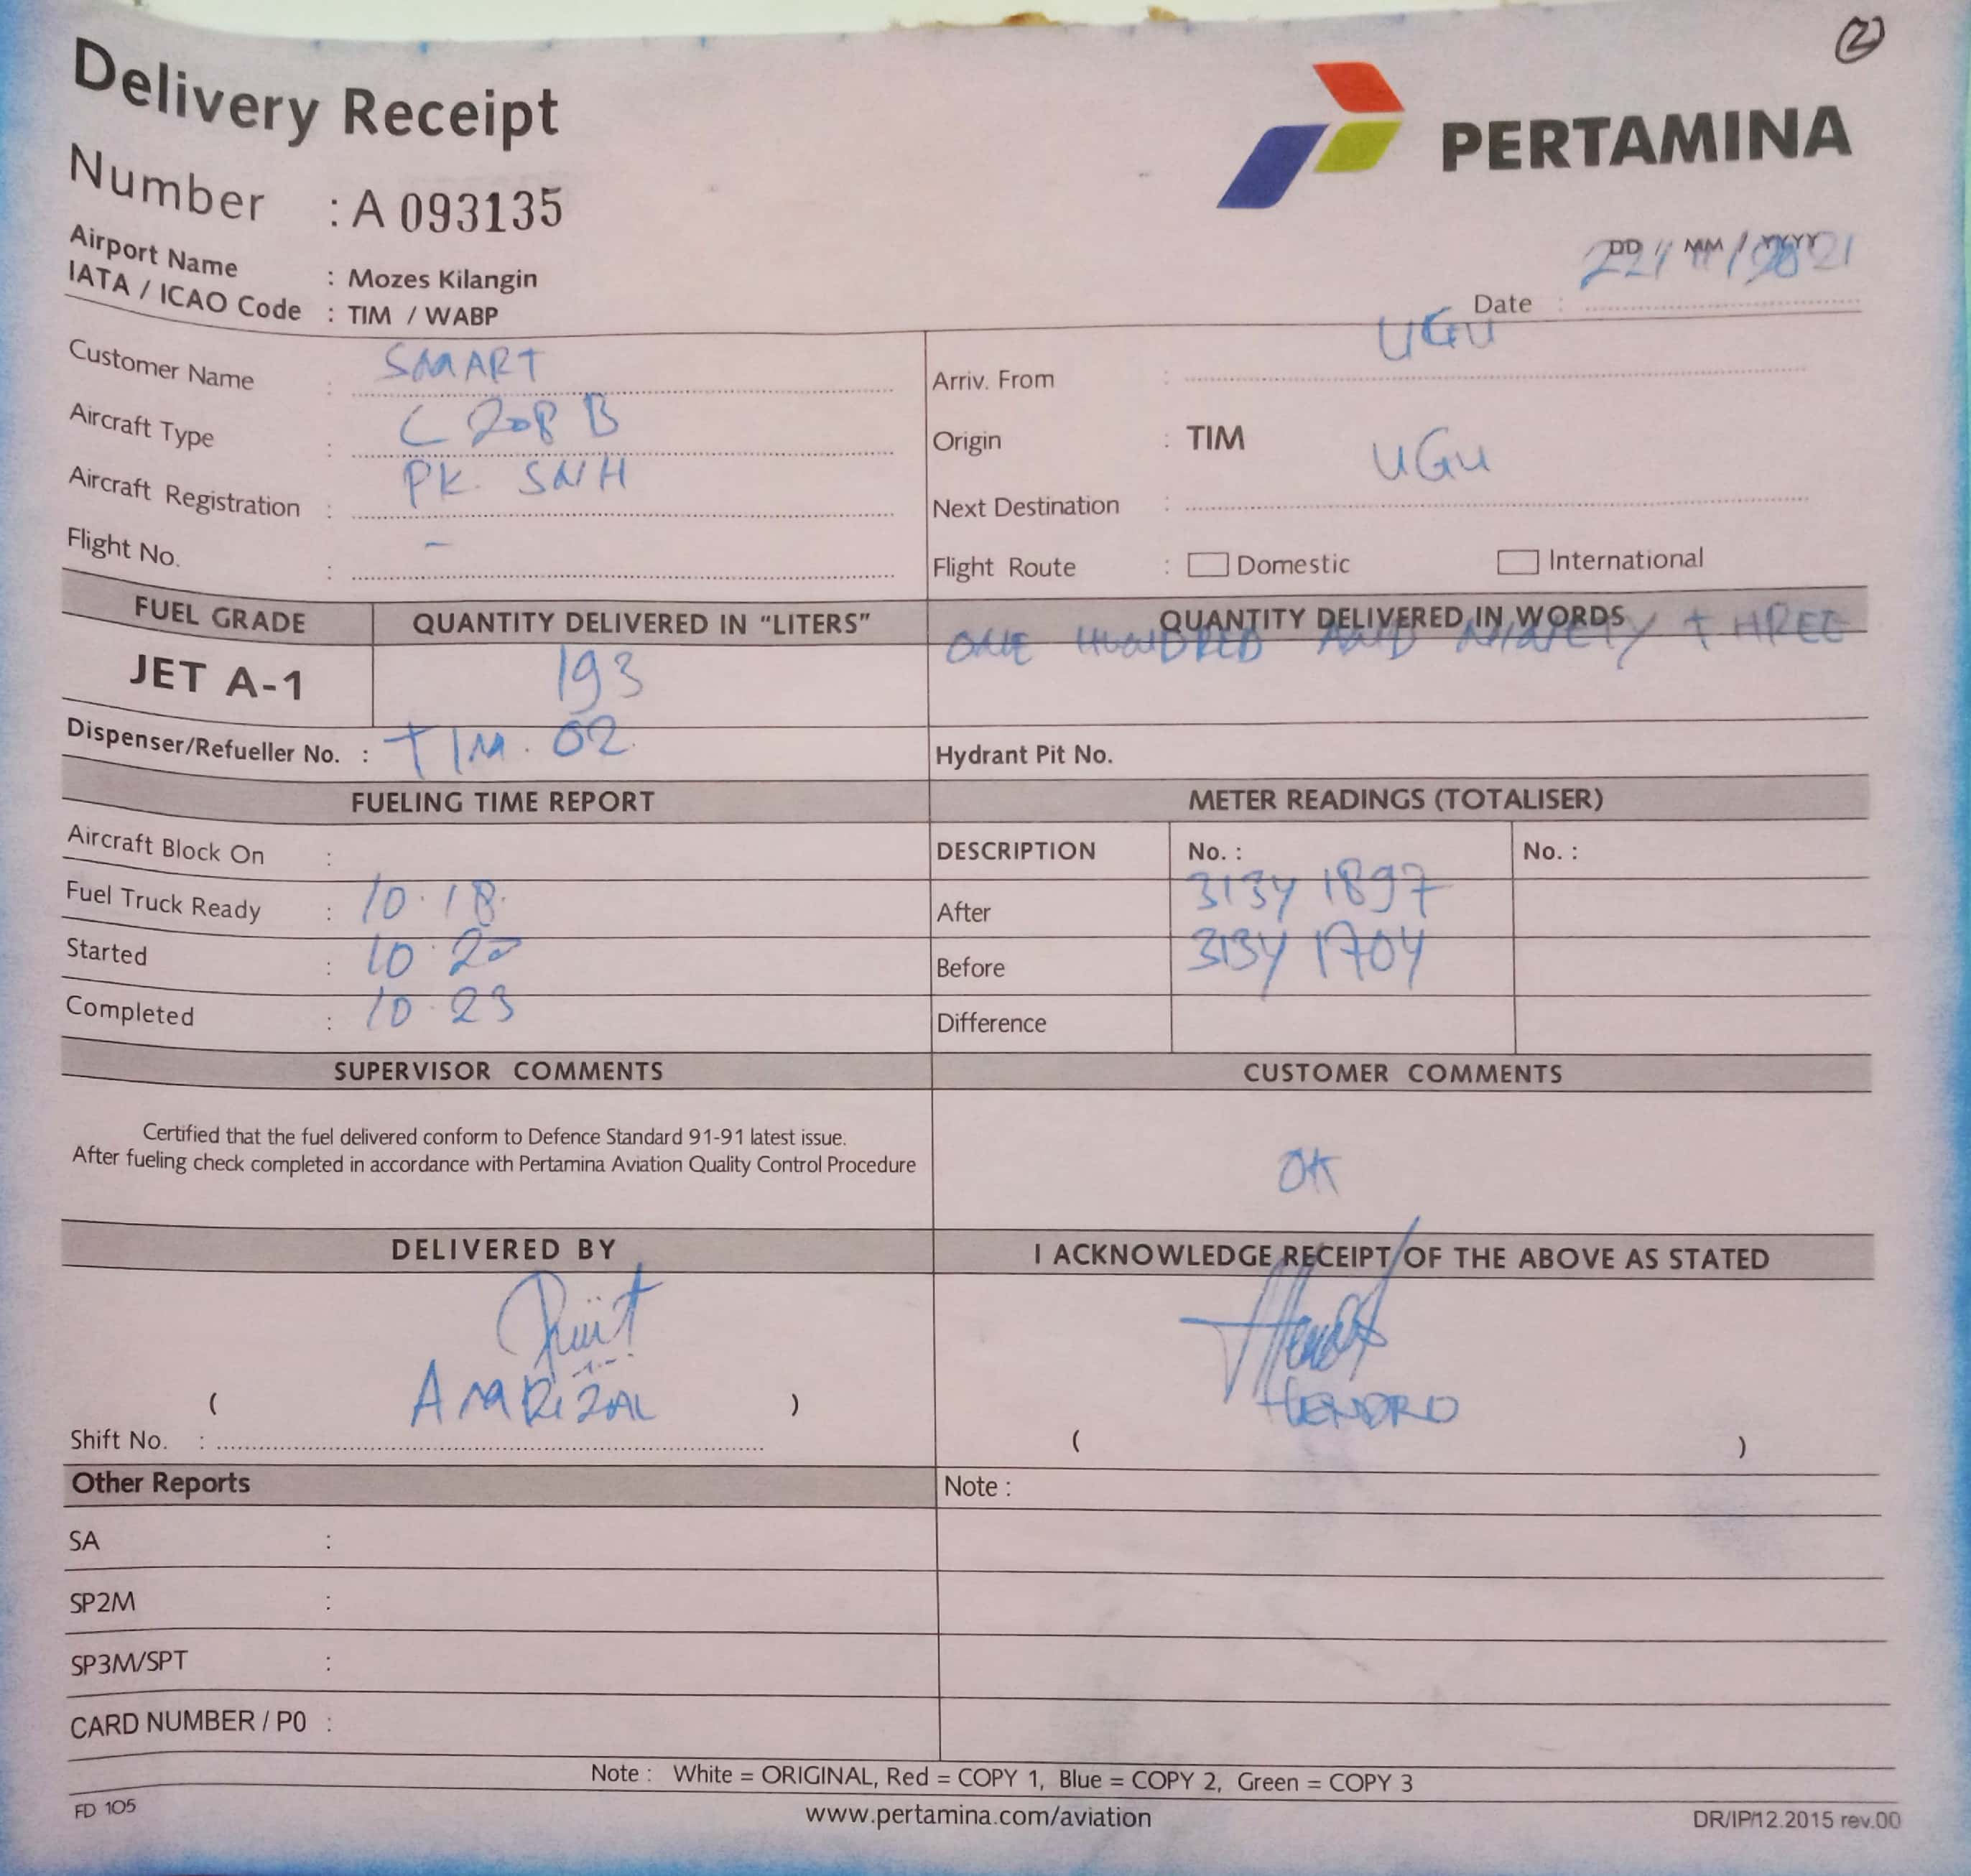 2
Delivery Receipt
PERTAMINA
Number : A 093135
Airport Name : Mozes Kilangin
IATA / ICAO Code : TIM / WABP
DD / MM / YYYY
Date :
Customer Name : SMART
Arriv. From : UGU
Aircraft Type : C 208 B
Origin : TIM
Aircraft Registration : PK. SNH
Next Destination : UGU
Flight No. : -
Flight Route : Domestic International
FUEL GRADE QUANTITY DELIVERED IN "LITERS" QUANTITY DELIVERED IN WORDS
JET A-1 193 ONE HUNDRED AND NINETY THREE
Dispenser/Refueller No. : TIM. 02
Hydrant Pit No.
FUELING TIME REPORT METER READINGS (TOTALISER)
Aircraft Block On :
DESCRIPTION No. : No. :
Fuel Truck Ready : 10.18.
After 3134 1897
Started : 10.20
Before 3134 1704
Completed : 10.23
Difference
SUPERVISOR COMMENTS CUSTOMER COMMENTS
Certified that the fuel delivered conform to Defence Standard 91-91 latest issue.
After fueling check completed in accordance with Pertamina Aviation Quality Control Procedure
OK
DELIVERED BY I ACKNOWLEDGE RECEIPT OF THE ABOVE AS STATED
( AMRIZAL )
( HENDRO )
Shift No. :
Other Reports Note :
SA :
SP2M :
SP3M/SPT :
CARD NUMBER / P0 :
Note : White = ORIGINAL, Red = COPY 1, Blue = COPY 2, Green = COPY 3
FD 105 www.pertamina.com/aviation DR/IP/12.2015 rev.00